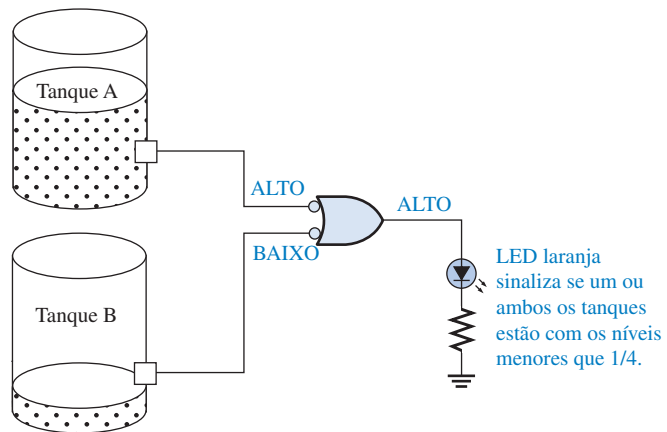 Tanque A
ALTO
ALTO
BAIXO
Tanque B
LED laranja
sinaliza se um ou
ambos os tanques
estão com os níveis
menores que 1/4.